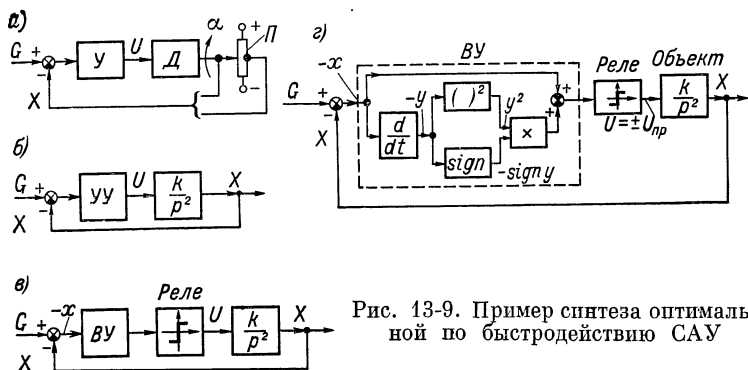 а)
G + − У U Д α + П −
X
б)
G + − УУ U k/p² X
X
в)
Реле
G + − -x ВУ U k/p² X
X
г)
ВУ
-x Реле Объект
G + − ( )² + + k/p² X
X -y y²
d/dt × U=±Uпр
sign -sign y
Рис. 13-9. Пример синтеза оптималь-
ной по быстродействию САУ